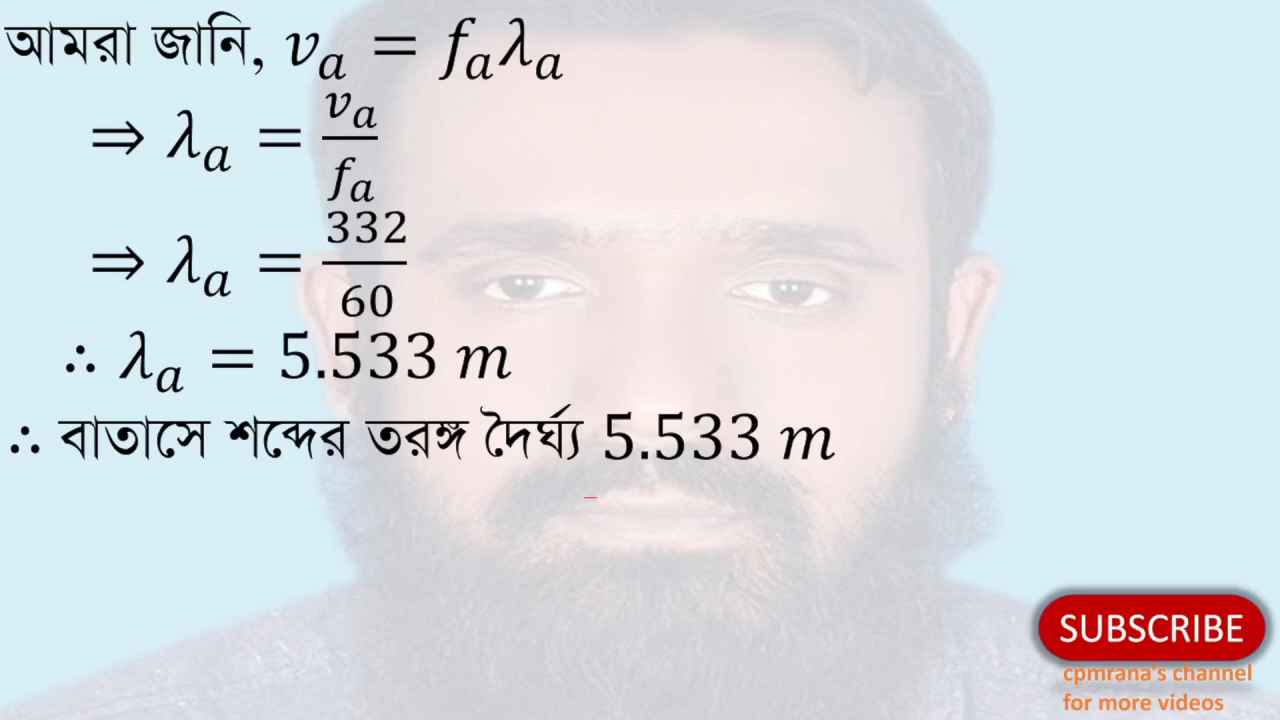 আমরা জানি, v_a = f_a λ_a
⇒ λ_a = v_a / f_a
⇒ λ_a = 332 / 60
∴ λ_a = 5.533 m
∴ বাতাসে শব্দের তরঙ্গ দৈর্ঘ্য 5.533 m
SUBSCRIBE
cpmrana's channel
for more videos